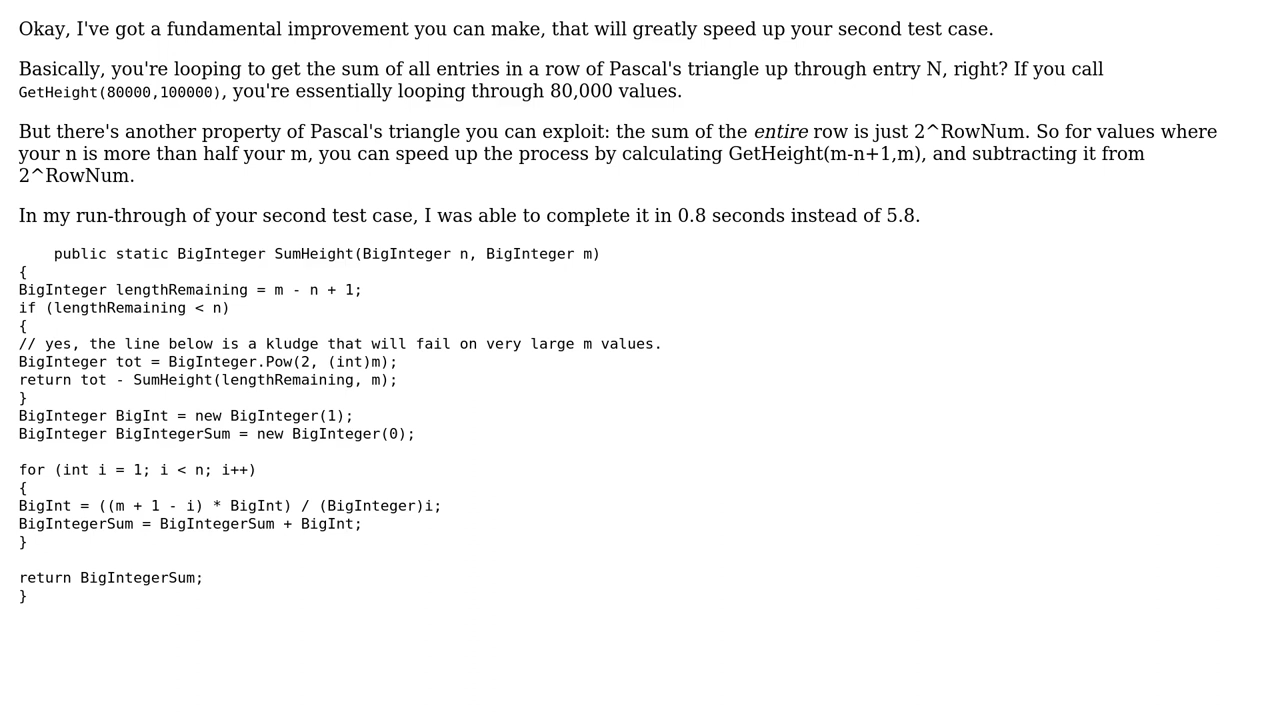 Okay, I've got a fundamental improvement you can make, that will greatly speed up your second test case.
Basically, you're looping to get the sum of all entries in a row of Pascal's triangle up through entry N, right? If you call
GetHeight(80000,100000), you're essentially looping through 80,000 values.
But there's another property of Pascal's triangle you can exploit: the sum of the entire row is just 2^RowNum. So for values where
your n is more than half your m, you can speed up the process by calculating GetHeight(m-n+1,m), and subtracting it from
2^RowNum.
In my run-through of your second test case, I was able to complete it in 0.8 seconds instead of 5.8.
    public static BigInteger SumHeight(BigInteger n, BigInteger m)
{
BigInteger lengthRemaining = m - n + 1;
if (lengthRemaining < n)
{
// yes, the line below is a kludge that will fail on very large m values.
BigInteger tot = BigInteger.Pow(2, (int)m);
return tot - SumHeight(lengthRemaining, m);
}
BigInteger BigInt = new BigInteger(1);
BigInteger BigIntegerSum = new BigInteger(0);

for (int i = 1; i < n; i++)
{
BigInt = ((m + 1 - i) * BigInt) / (BigInteger)i;
BigIntegerSum = BigIntegerSum + BigInt;
}

return BigIntegerSum;
}